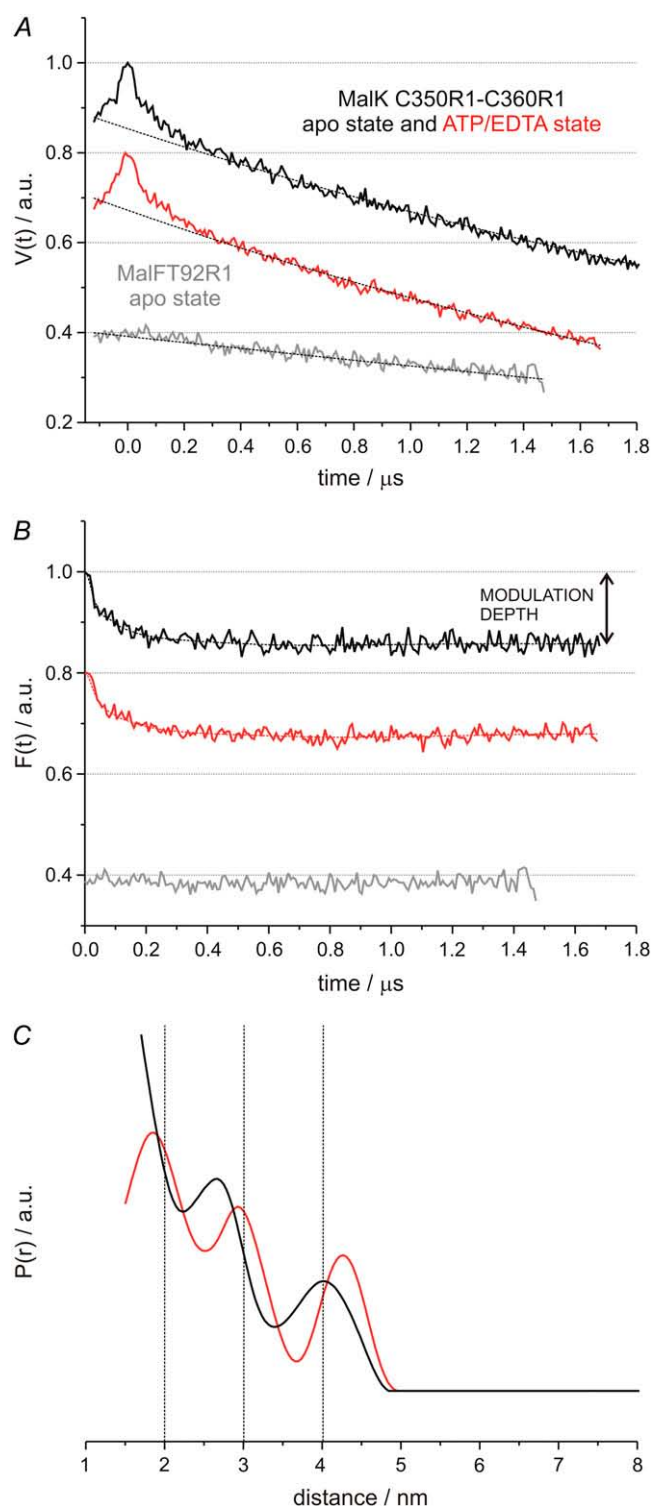 A
1.0
0.8
0.6
0.4
0.2
V(t) / a.u.
MalK C350R1-C360R1
apo state and ATP/EDTA state
MalFT92R1
apo state
0.0 0.2 0.4 0.6 0.8 1.0 1.2 1.4 1.6 1.8
time / μs
B
1.0
0.8
0.6
0.4
F(t) / a.u.
MODULATION
DEPTH
0.0 0.2 0.4 0.6 0.8 1.0 1.2 1.4 1.6 1.8
time / μs
C
P(r) / a.u.
1 2 3 4 5 6 7 8
distance / nm